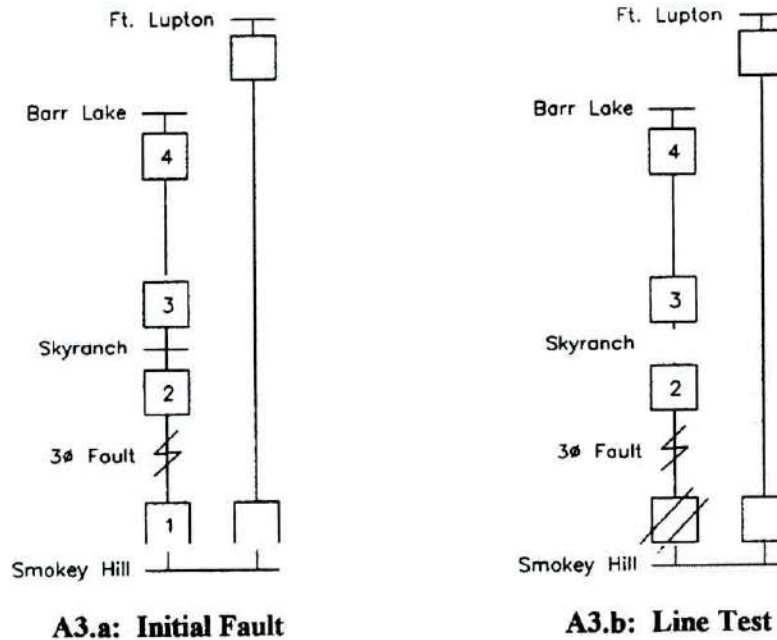 Ft. Lupton
Barr Lake
4
3
Skyranch
2
3ø Fault
1
Smokey Hill
A3.a: Initial Fault
Ft. Lupton
Barr Lake
4
3
Skyranch
2
3ø Fault
Smokey Hill
A3.b: Line Test